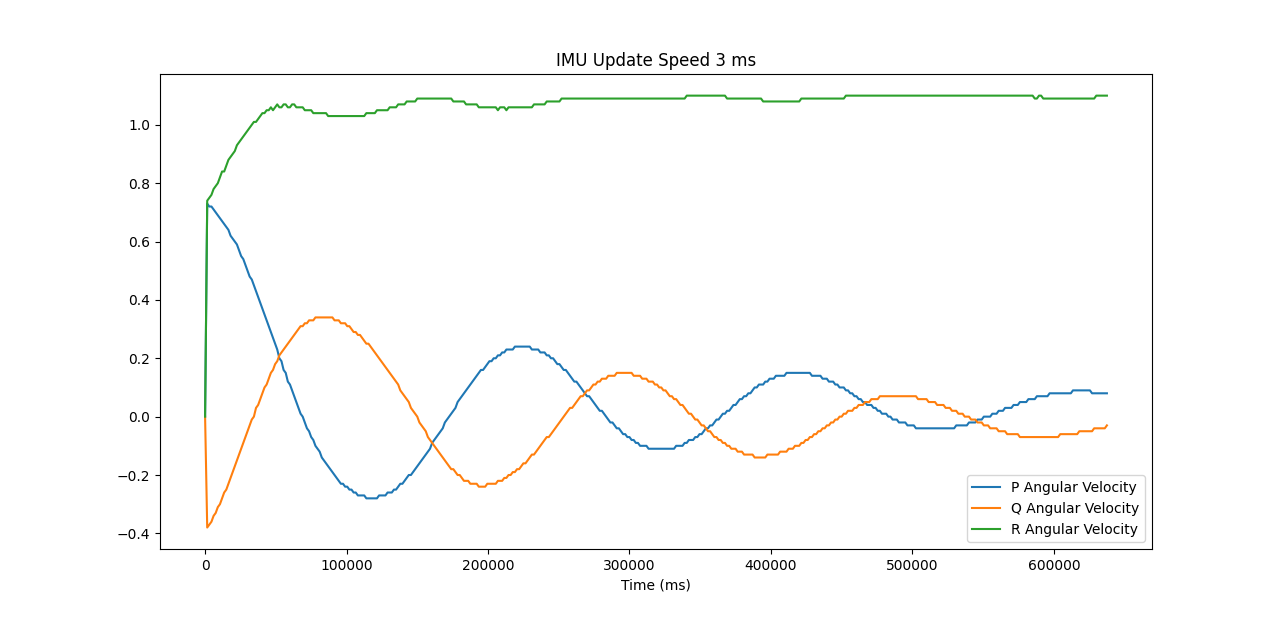 IMU Update Speed 3 ms
1.0
0.8
0.6
0.4
0.2
0.0
−0.2
−0.4
P Angular Velocity
Q Angular Velocity
R Angular Velocity
0 100000 200000 300000 400000 500000 600000
Time (ms)